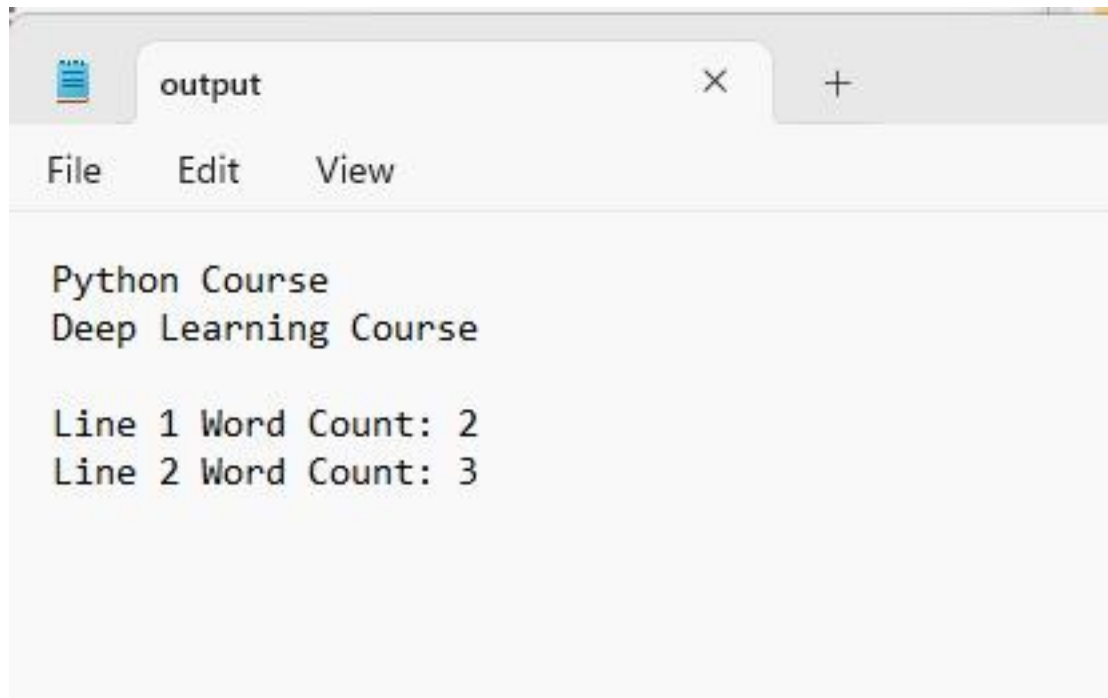 output
File Edit View
Python Course
Deep Learning Course
Line 1 Word Count: 2
Line 2 Word Count: 3